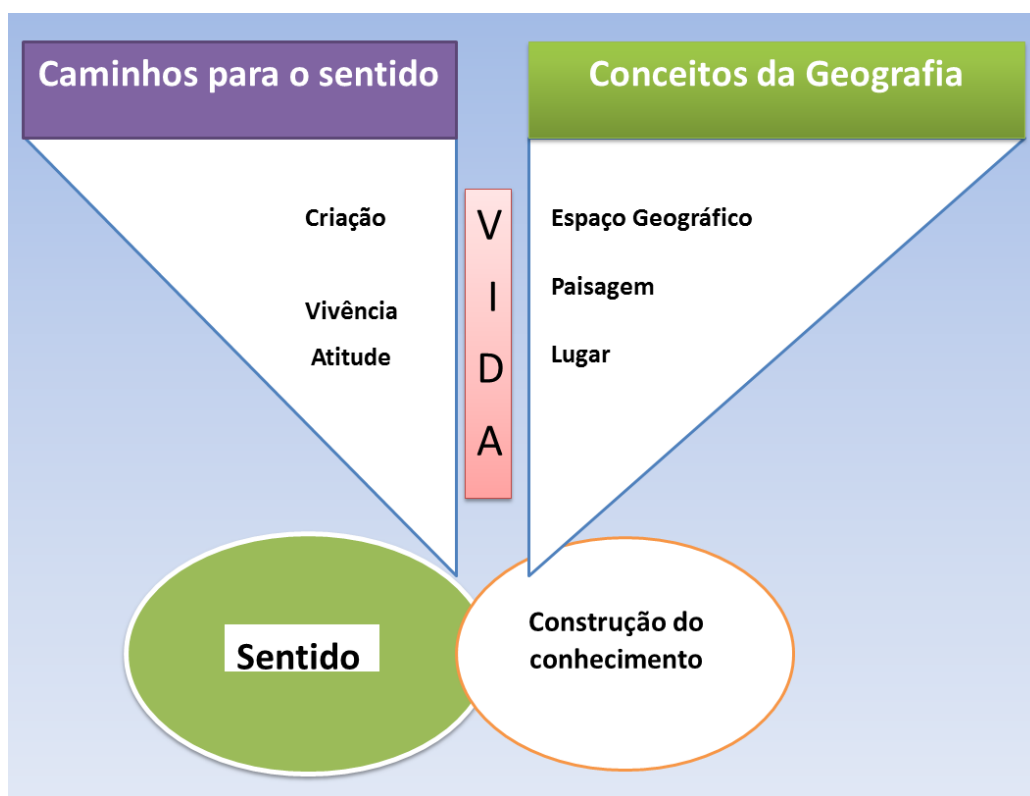 Caminhos para o sentido
Conceitos da Geografia
Criação
Vivência
Atitude
V
I
D
A
Espaço Geográfico
Paisagem
Lugar
Sentido
Construção do
conhecimento